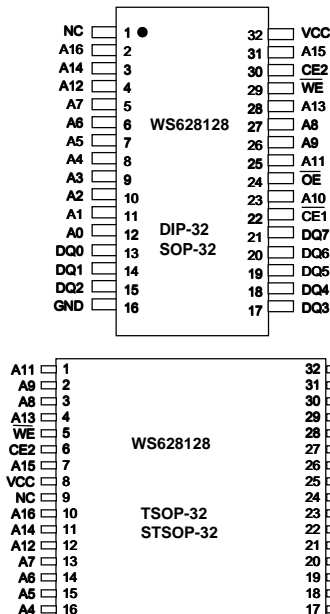 NC 1 32 VCC
A16 2 31 A15
A14 3 30 CE2
A12 4 29 WE
A7 5 28 A13
A6 6 WS628128 27 A8
A5 7 26 A9
A4 8 25 A11
A3 9 24 OE
A2 10 23 A10
A1 11 22 CE1
A0 12 DIP-32 21 DQ7
DQ0 13 SOP-32 20 DQ6
DQ1 14 19 DQ5
DQ2 15 18 DQ4
GND 16 17 DQ3
A11 1 32
A9 2 31
A8 3 30
A13 4 29
WE 5 28
CE2 6 WS628128 27
A15 7 26
VCC 8 25
NC 9 24
A16 10 TSOP-32 23
A14 11 STSOP-32 22
A12 12 21
A7 13 20
A6 14 19
A5 15 18
A4 16 17